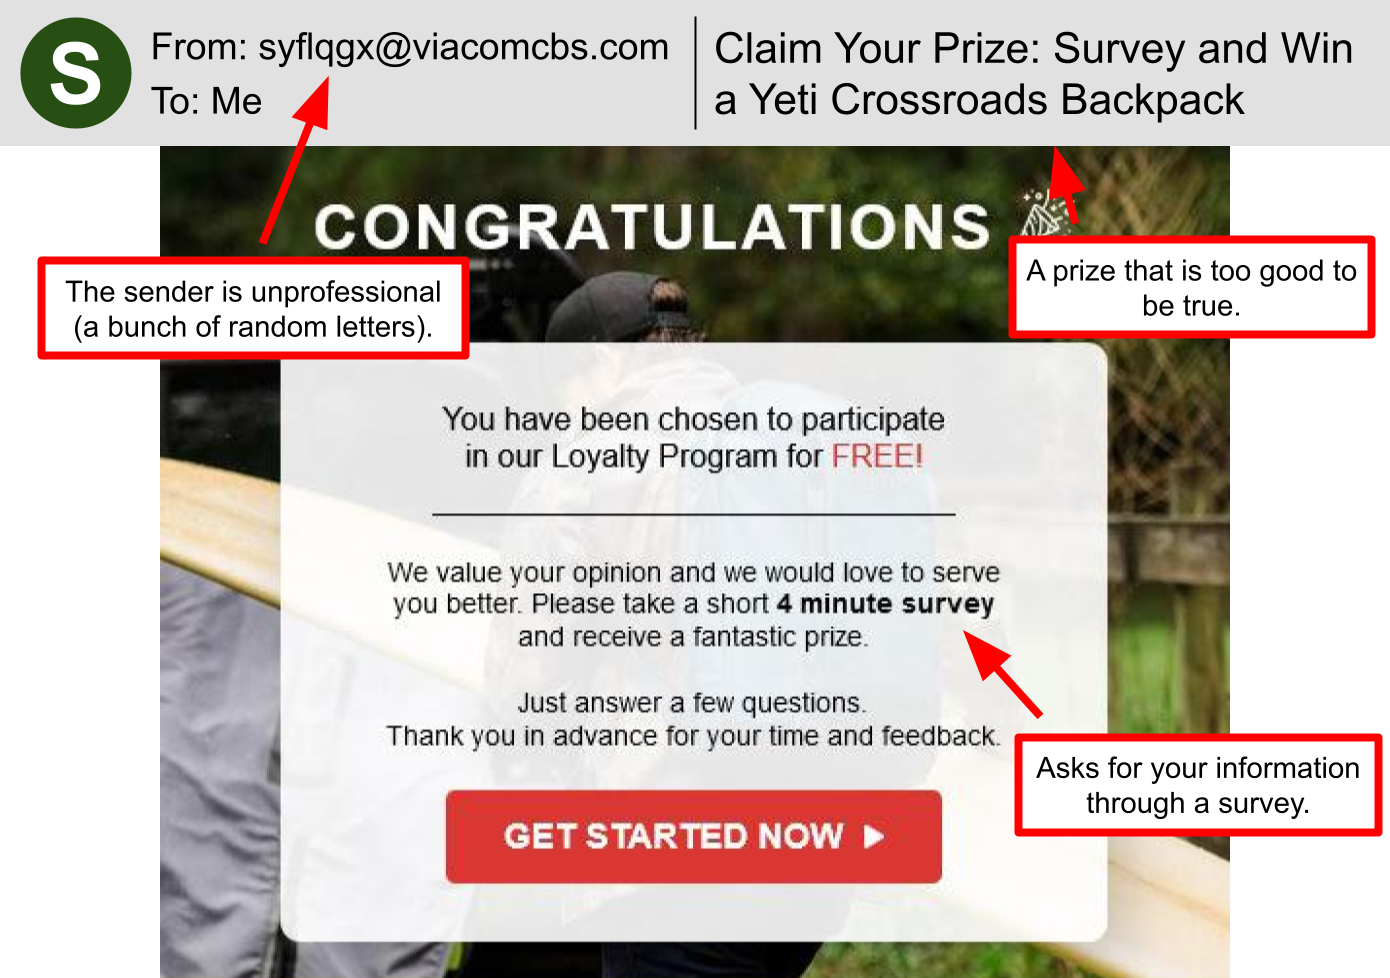 S
From: syflqgx@viacomcbs.com
To: Me
Claim Your Prize: Survey and Win
a Yeti Crossroads Backpack
CONGRATULATIONS
The sender is unprofessional
(a bunch of random letters).
A prize that is too good to
be true.
You have been chosen to participate
in our Loyalty Program for FREE!
We value your opinion and we would love to serve
you better. Please take a short 4 minute survey
and receive a fantastic prize.
Just answer a few questions.
Thank you in advance for your time and feedback.
Asks for your information
through a survey.
GET STARTED NOW ▶